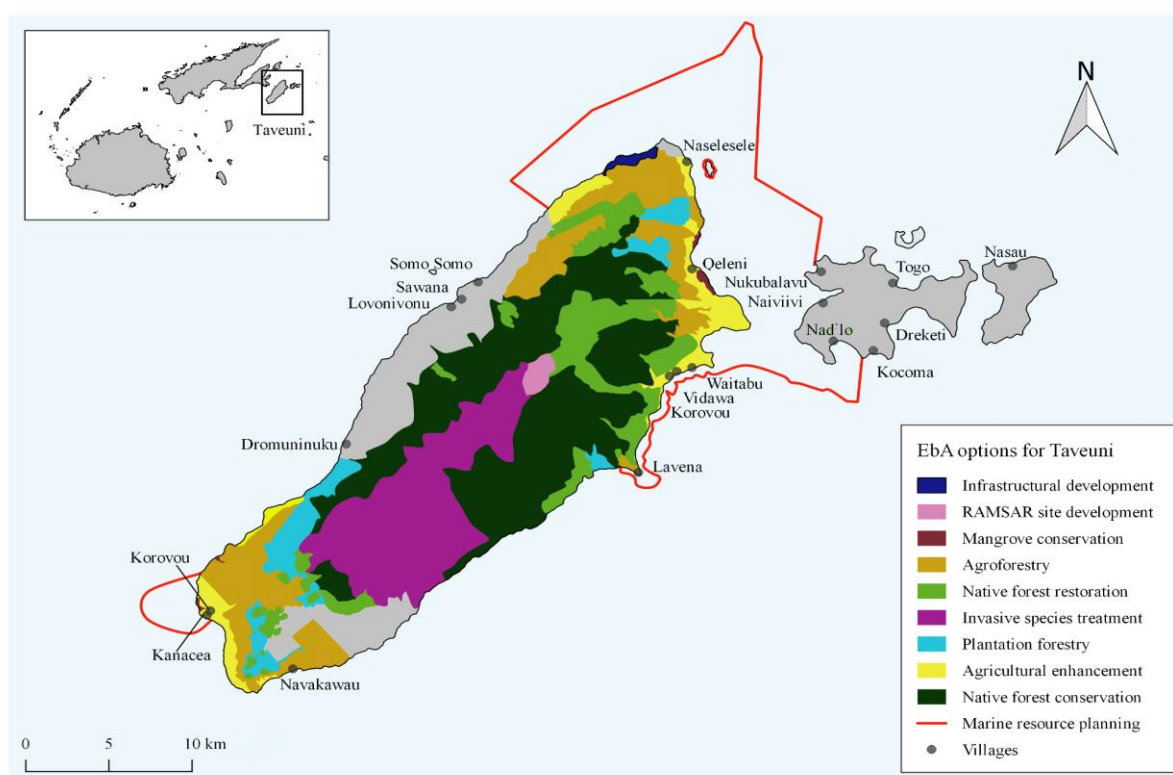 Taveuni
N
Naselesele
Somo Somo
Sawana
Lovonivonu
Qeleni
Nukubalavu
Naiviivi
Togo
Nasau
Nad'lo
Dreketi
Kocoma
Waitabu
Vidawa
Korovou
Dromuninuku
Lavena
Korovou
Kanacea
Navakawau
EbA options for Taveuni
Infrastructural development
RAMSAR site development
Mangrove conservation
Agroforestry
Native forest restoration
Invasive species treatment
Plantation forestry
Agricultural enhancement
Native forest conservation
Marine resource planning
Villages
0 5 10 km